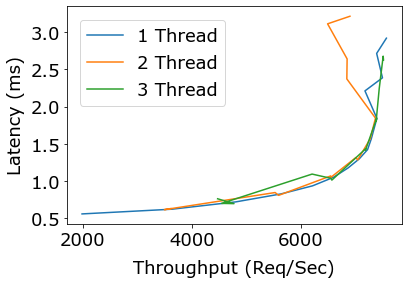 1 Thread
2 Thread
3 Thread
Latency (ms)
3.0
2.5
2.0
1.5
1.0
0.5
2000
4000
6000
Throughput (Req/Sec)